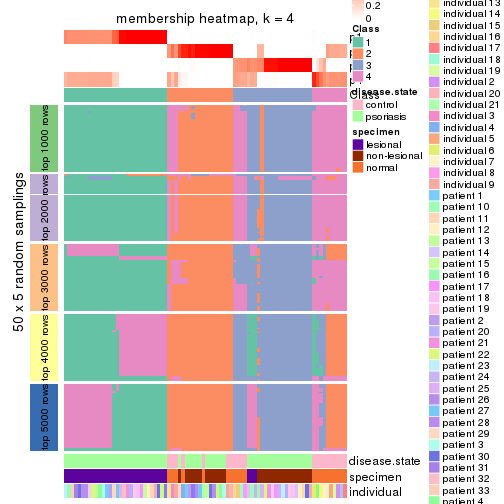 membership heatmap, k = 4
0.2
0
Class
1
2
3
4
disease.state
control
psoriasis
specimen
lesional
non-lesional
normal
Class
50 x 5 random samplings
top 1000 rows
top 2000 rows
top 3000 rows
top 4000 rows
top 5000 rows
disease.state
specimen
individual
individual 13
individual 14
individual 15
individual 16
individual 17
individual 18
individual 19
individual 2
individual 20
individual 21
individual 3
individual 4
individual 5
individual 6
individual 7
individual 8
individual 9
patient 1
patient 10
patient 11
patient 12
patient 13
patient 14
patient 15
patient 16
patient 17
patient 18
patient 19
patient 2
patient 20
patient 21
patient 22
patient 23
patient 24
patient 25
patient 26
patient 27
patient 28
patient 29
patient 3
patient 30
patient 31
patient 32
patient 33
patient 4